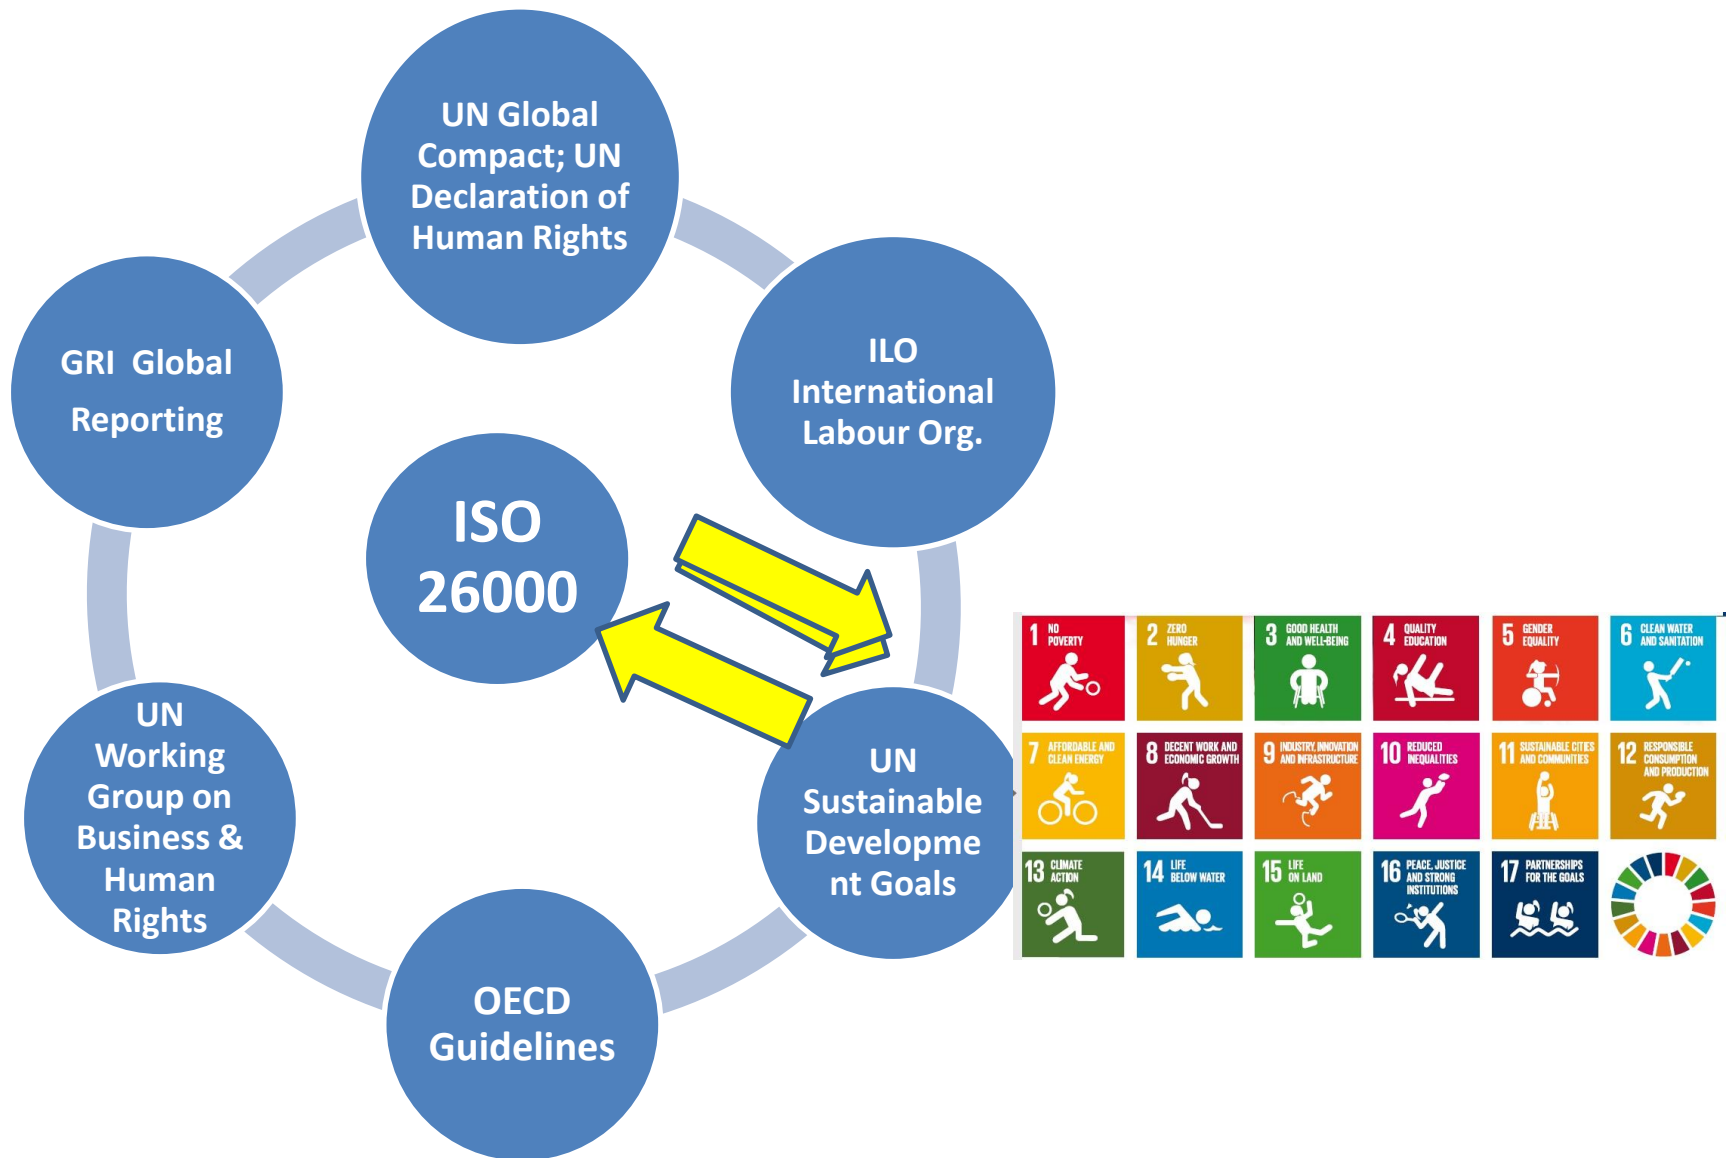 UN Global
Compact; UN
Declaration of
Human Rights
ILO
International
Labour Org.
GRI  Global
Reporting
ISO
26000
UN
Working
Group on
Business &
Human
Rights
UN
Sustainable
Developme
nt Goals
OECD
Guidelines
1 NO
POVERTY
2 ZERO
HUNGER
3 GOOD HEALTH
AND WELL-BEING
4 QUALITY
EDUCATION
5 GENDER
EQUALITY
6 CLEAN WATER
AND SANITATION
7 AFFORDABLE AND
CLEAN ENERGY
8 DECENT WORK AND
ECONOMIC GROWTH
9 INDUSTRY, INNOVATION
AND INFRASTRUCTURE
10 REDUCED
INEQUALITIES
11 SUSTAINABLE CITIES
AND COMMUNITIES
12 RESPONSIBLE
CONSUMPTION
AND PRODUCTION
13 CLIMATE
ACTION
14 LIFE
BELOW WATER
15 LIFE
ON LAND
16 PEACE, JUSTICE
AND STRONG
INSTITUTIONS
17 PARTNERSHIPS
FOR THE GOALS